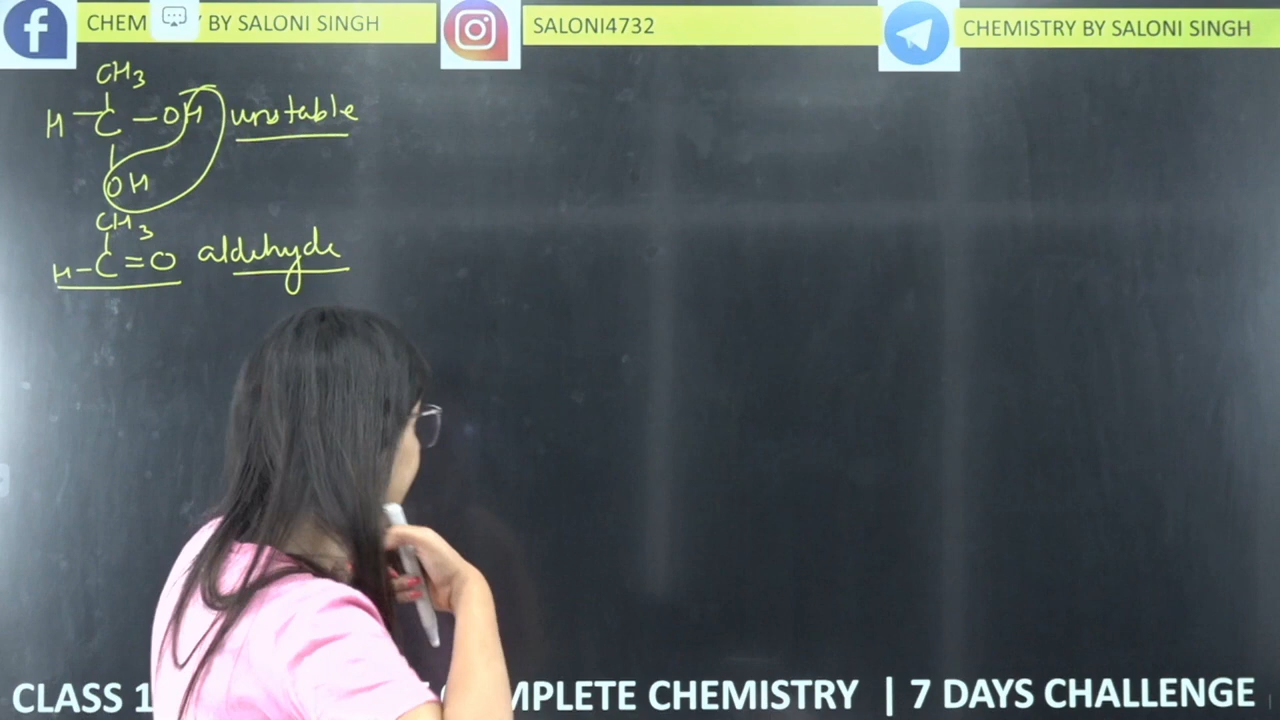 CHEM Y BY SALONI SINGH
SALONI4732
CHEMISTRY BY SALONI SINGH
CH3
H - C - OH unstable
OH
CH3
H - C = O aldehyde
CLASS 1 MPLETE CHEMISTRY | 7 DAYS CHALLENGE